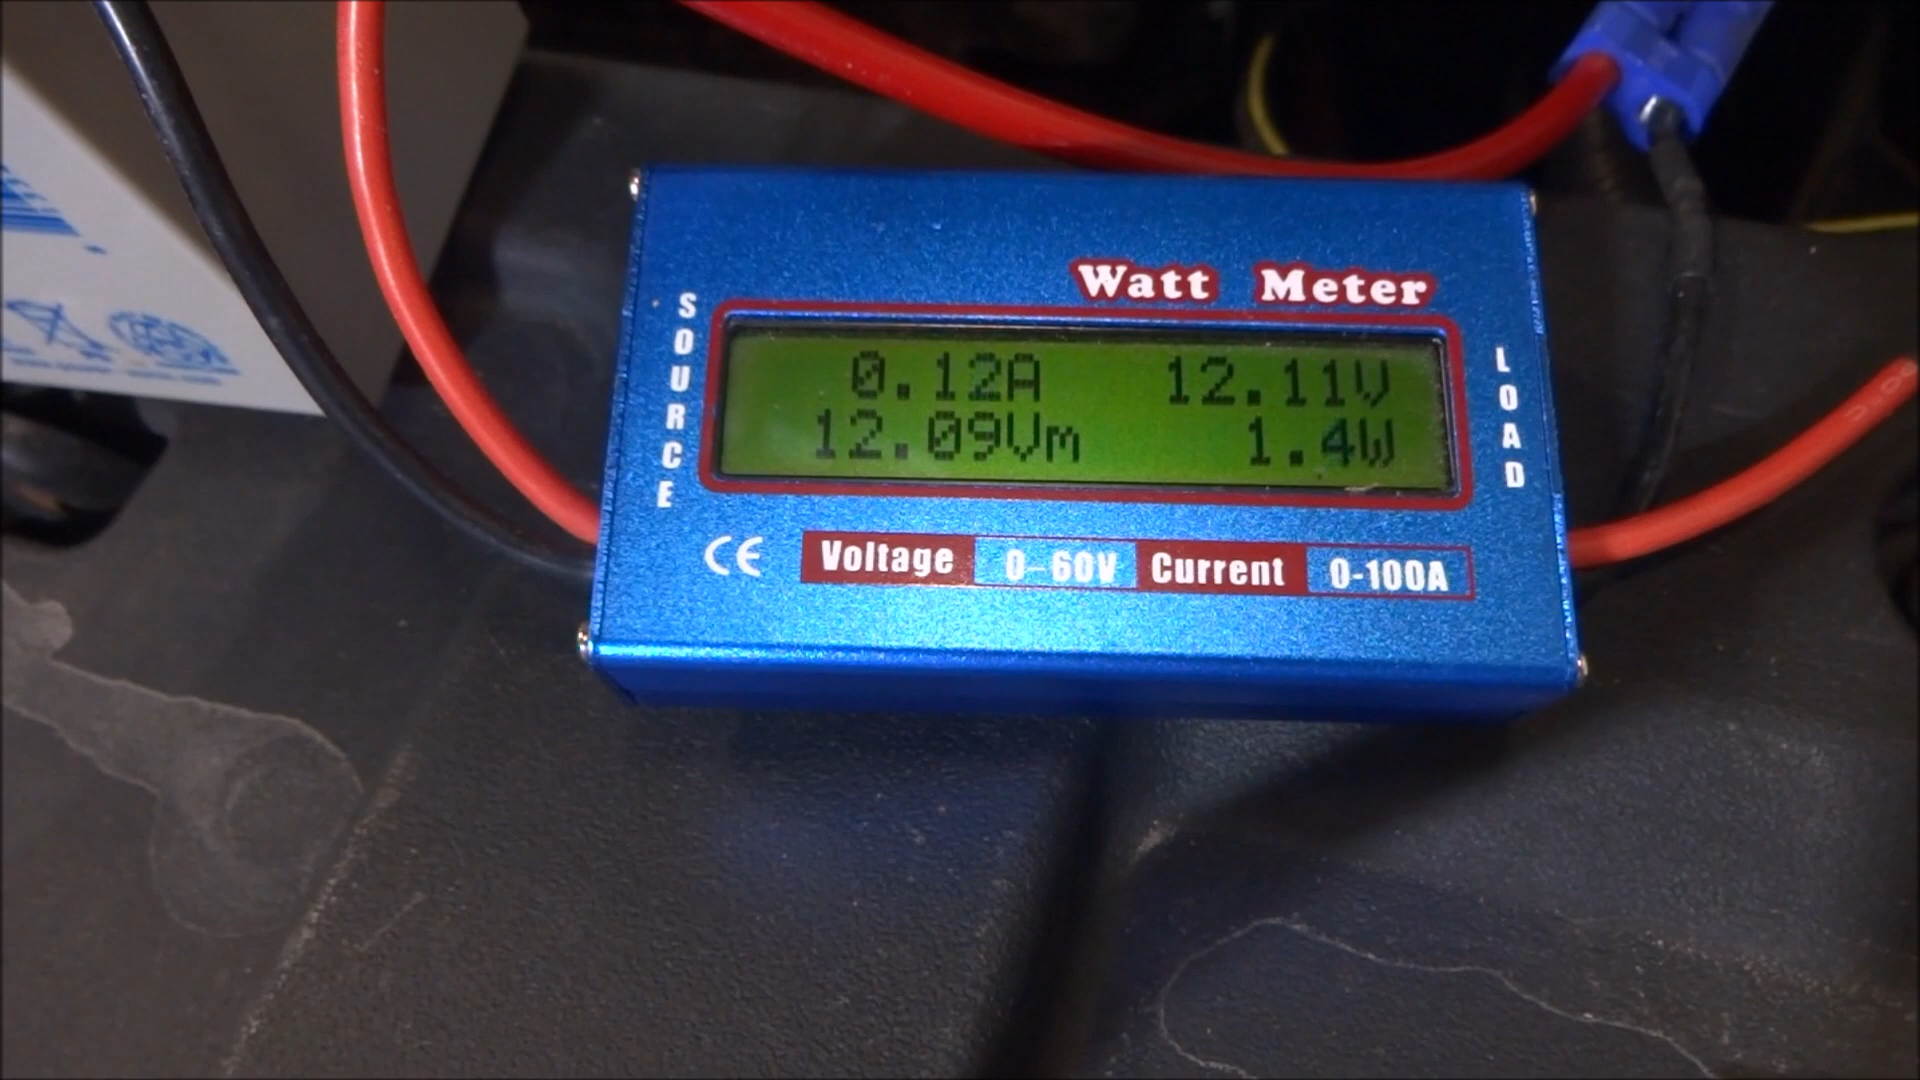 Watt Meter
SOURCE
0.12A 12.11V
12.09Vm 1.4W
LOAD
CE Voltage 0-60V Current 0-100A